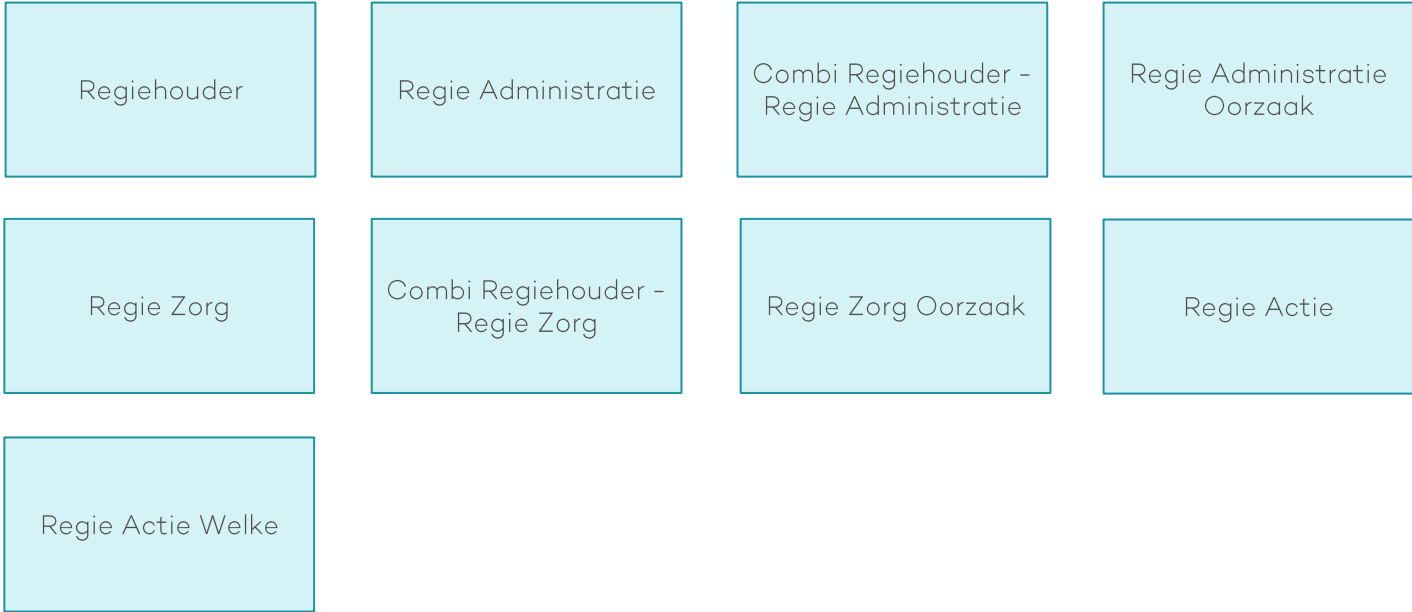 Regiehouder
Regie Administratie
Combi Regiehouder -
Regie Administratie
Regie Administratie
Oorzaak
Regie Zorg
Combi Regiehouder -
Regie Zorg
Regie Zorg Oorzaak
Regie Actie
Regie Actie Welke